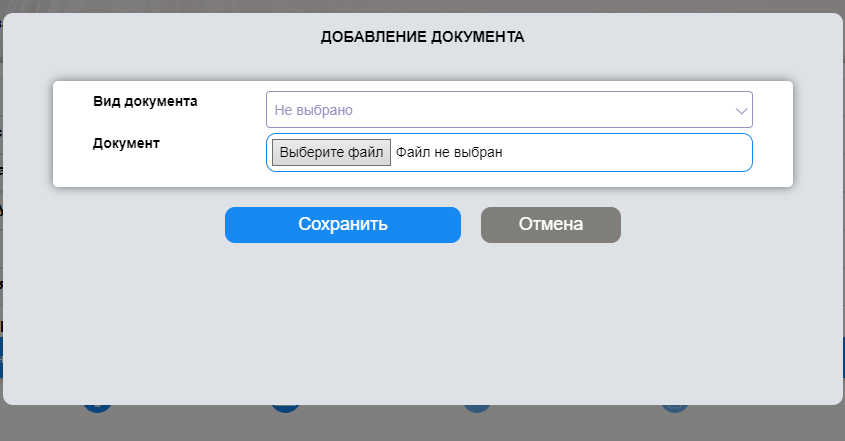 ДОБАВЛЕНИЕ ДОКУМЕНТА
Вид документа
Не выбрано
Документ
Выберите файл Файл не выбран
Сохранить
Отмена